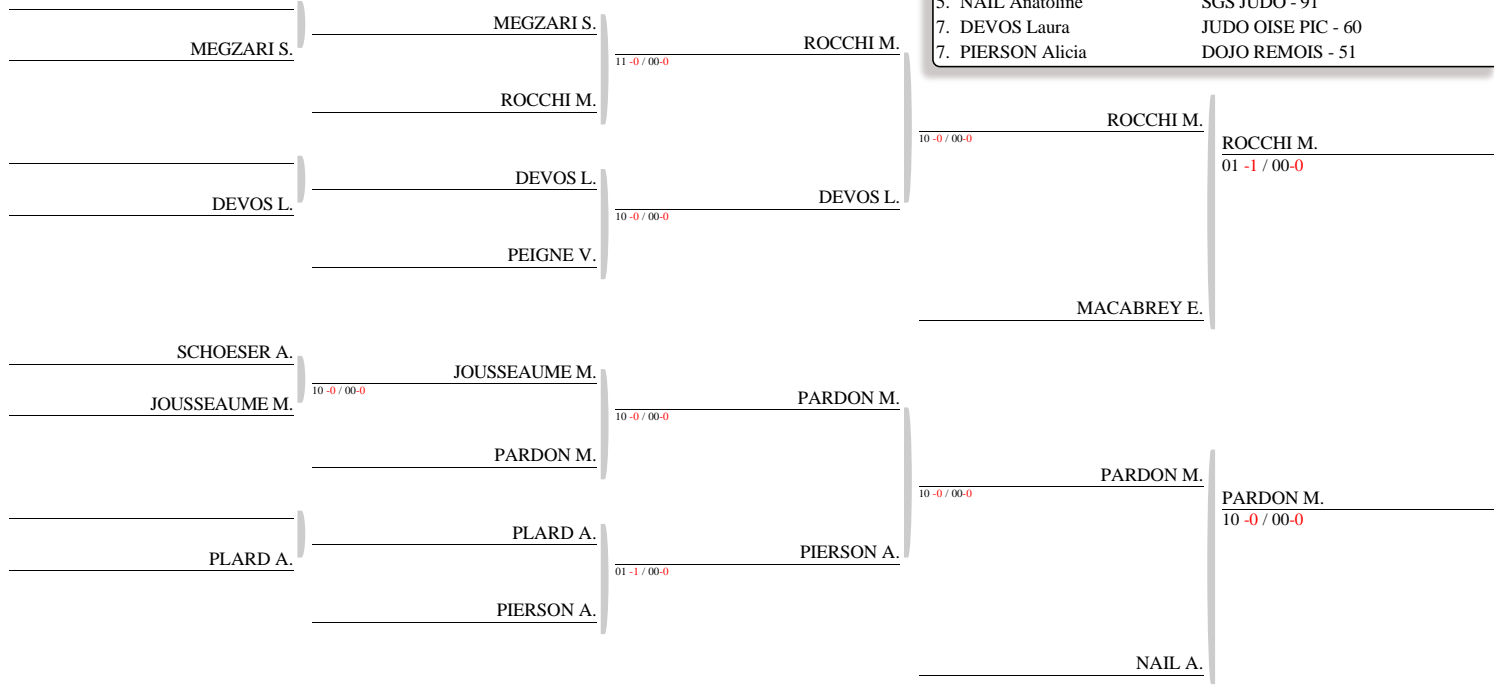 5. NAIL Anatoline SGS JUDO - 91
7. DEVOS Laura JUDO OISE PIC - 60
7. PIERSON Alicia DOJO REMOIS - 51
MEGZARI S.
MEGZARI S.
ROCCHI M.
11 -0 / 00-0
ROCCHI M.
ROCCHI M.
10 -0 / 00-0
ROCCHI M.
01 -1 / 00-0
DEVOS L.
DEVOS L.
DEVOS L.
10 -0 / 00-0
PEIGNE V.
MACABREY E.
SCHOESER A.
JOUSSEAUME M.
JOUSSEAUME M.
10 -0 / 00-0
PARDON M.
10 -0 / 00-0
PARDON M.
PARDON M.
10 -0 / 00-0
PARDON M.
10 -0 / 00-0
PLARD A.
PLARD A.
PIERSON A.
01 -1 / 00-0
PIERSON A.
NAIL A.